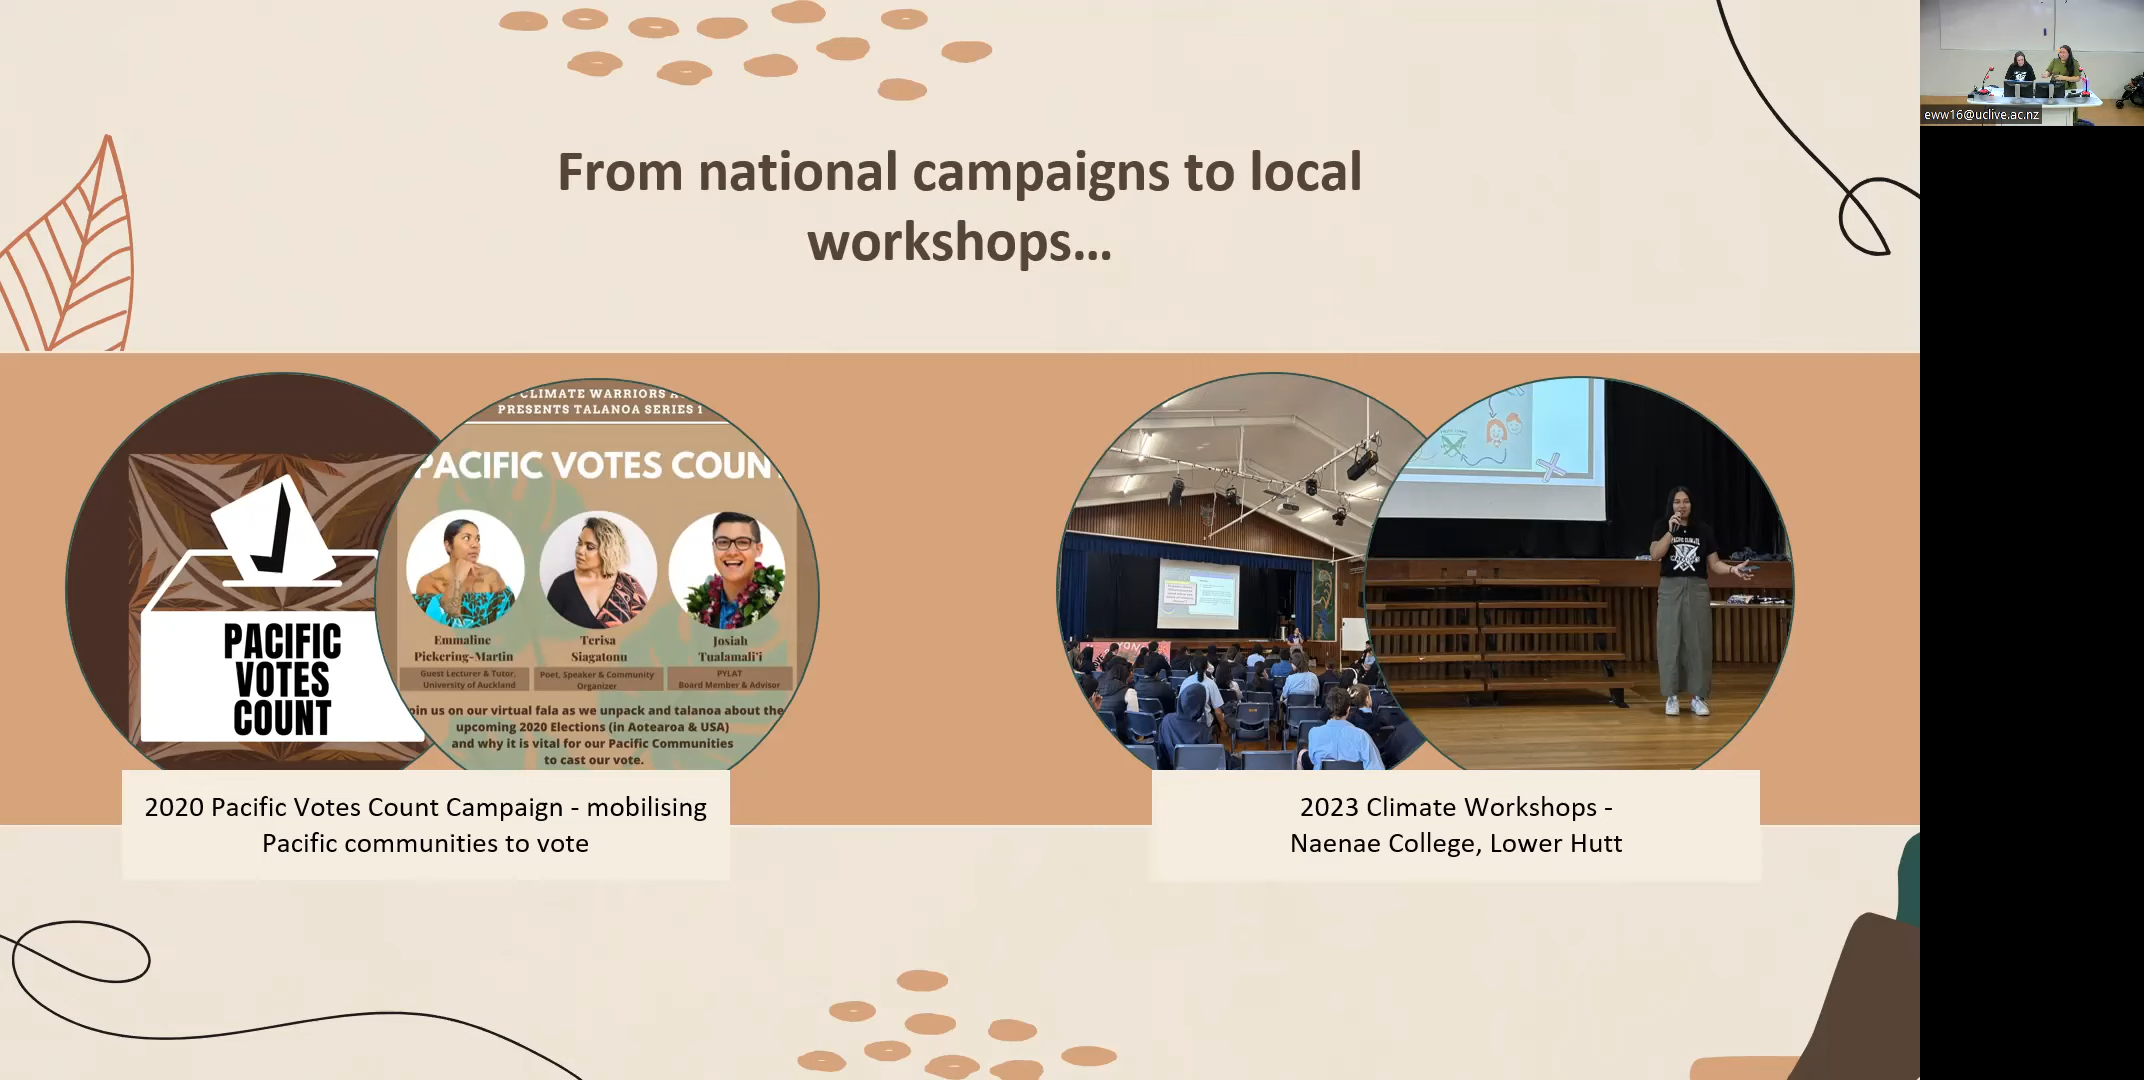 From national campaigns to local
workshops...
eww16@uclive.ac.nz
CLIMATE WARRIORS
PRESENTS TALANOA SERIES 1
PACIFIC VOTES COUN
Emmaline
Pickering-Martin
Guest Lecturer & Tutor,
University of Auckland
Terisa
Siagatonu
Poet, Speaker & Community
Organizer
Josiah
Tualamali'i
PYLAT
Board Member & Advisor
oin us on our virtual fala as we unpack and talanoa about the
upcoming 2020 Elections (in Aotearoa & USA)
and why it is vital for our Pacific Communities
to cast our vote.
PACIFIC
VOTES
COUNT
2020 Pacific Votes Count Campaign - mobilising
Pacific communities to vote
PACIFIC CLIMATE
2023 Climate Workshops -
Naenae College, Lower Hutt